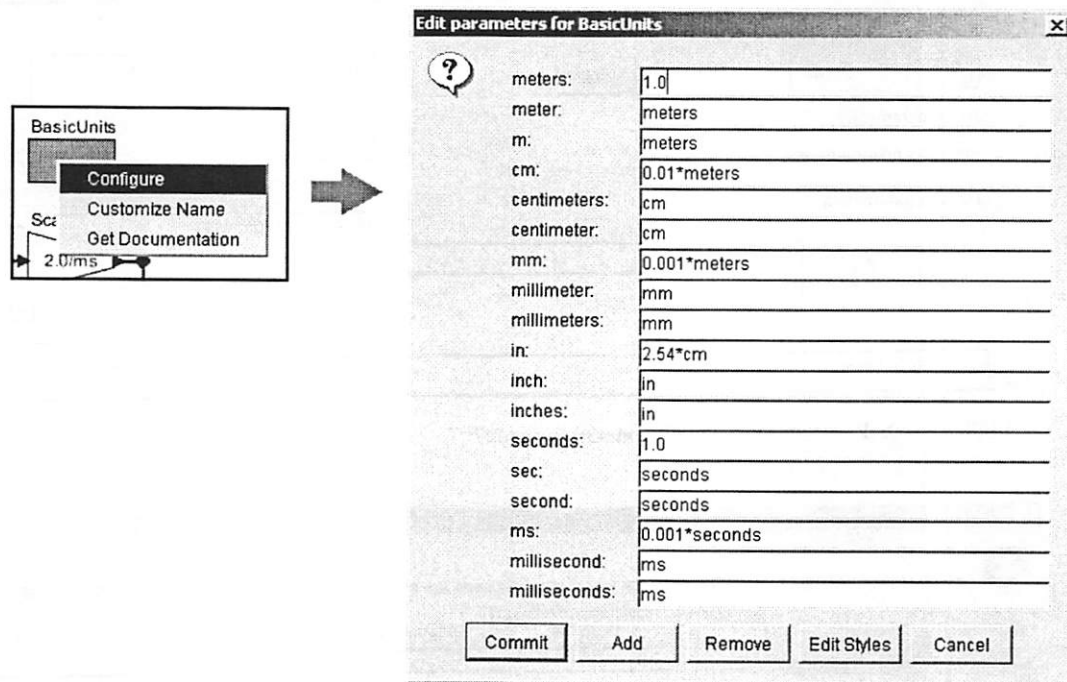 BasicUnits
Configure
Customize Name
Get Documentation
2.0/ms
Edit parameters for BasicUnits
?
meters: 1.0
meter: meters
m: meters
cm: 0.01*meters
centimeters: cm
centimeter: cm
mm: 0.001*meters
millimeter: mm
millimeters: mm
in: 2.54*cm
inch: in
inches: in
seconds: 1.0
sec: seconds
second: seconds
ms: 0.001*seconds
millisecond: ms
milliseconds: ms
Commit Add Remove Edit Styles Cancel